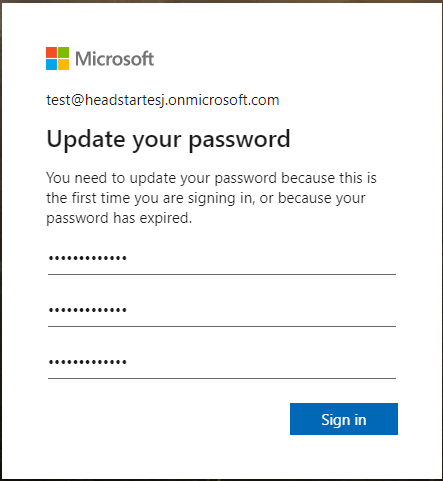 Microsoft
test@headstartesj.onmicrosoft.com
Update your password
You need to update your password because this is
the first time you are signing in, or because your
password has expired.
•••••••••••••
•••••••••••••
•••••••••••••
Sign in